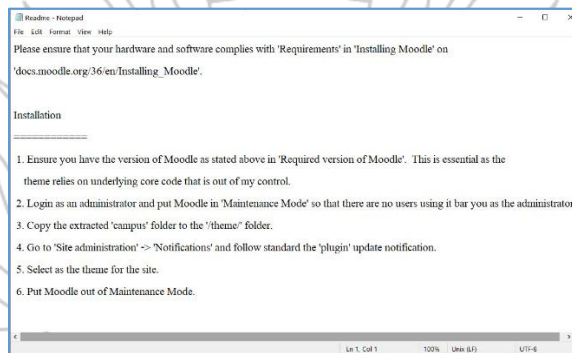 Readme - Notepad
File Edit Format View Help
Please ensure that your hardware and software complies with 'Requirements' in 'Installing Moodle' on
'docs.moodle.org/36/en/Installing_Moodle'.
Installation
============
1. Ensure you have the version of Moodle as stated above in 'Required version of Moodle'. This is essential as the
theme relies on underlying core code that is out of my control.
2. Login as an administrator and put Moodle in 'Maintenance Mode' so that there are no users using it bar you as the administrator
3. Copy the extracted 'campus' folder to the '/theme/' folder.
4. Go to 'Site administration' -> 'Notifications' and follow standard the 'plugin' update notification.
5. Select as the theme for the site.
6. Put Moodle out of Maintenance Mode.
Ln 1, Col 1 100% Unix (LF) UTF-8